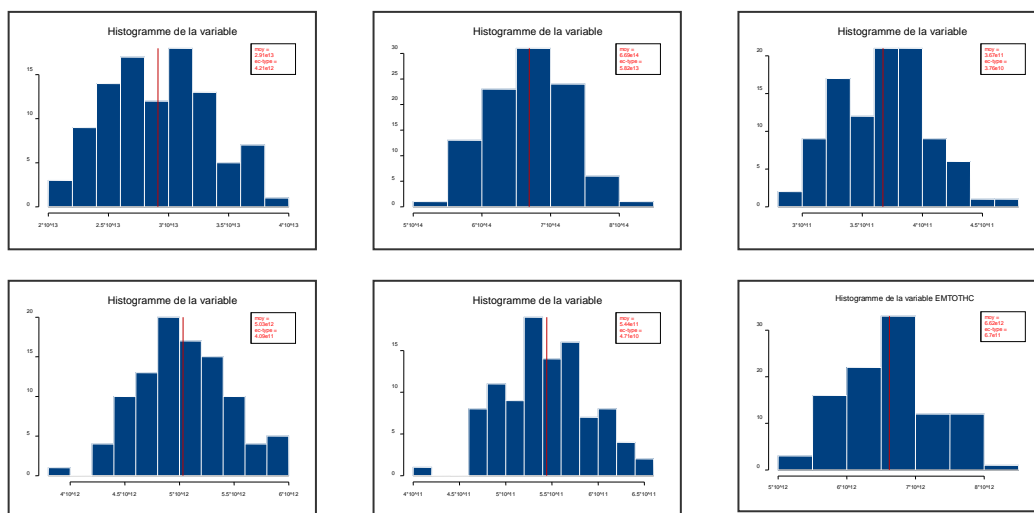 Histogramme de la variable
moy =
2.91e13
ec-type =
4.21e12
15
10
5
0
2*10^13
2.5*10^13
3*10^13
3.5*10^13
4*10^13
Histogramme de la variable
moy =
6.69e14
ec-type =
5.82e13
30
20
10
0
5*10^14
6*10^14
7*10^14
8*10^14
Histogramme de la variable
moy =
3.67e11
ec-type =
3.76e10
20
15
10
5
0
3*10^11
3.5*10^11
4*10^11
4.5*10^11
Histogramme de la variable
moy =
5.03e12
ec-type =
4.09e11
20
15
10
5
0
4*10^12
4.5*10^12
5*10^12
5.5*10^12
6*10^12
Histogramme de la variable
moy =
5.44e11
ec-type =
4.71e10
15
10
5
0
4*10^11
4.5*10^11
5*10^11
5.5*10^11
6*10^11
6.5*10^11
Histogramme de la variable EMTOTHC
moy =
6.62e12
ec-type =
6.7e11
30
20
10
0
5*10^12
6*10^12
7*10^12
8*10^12